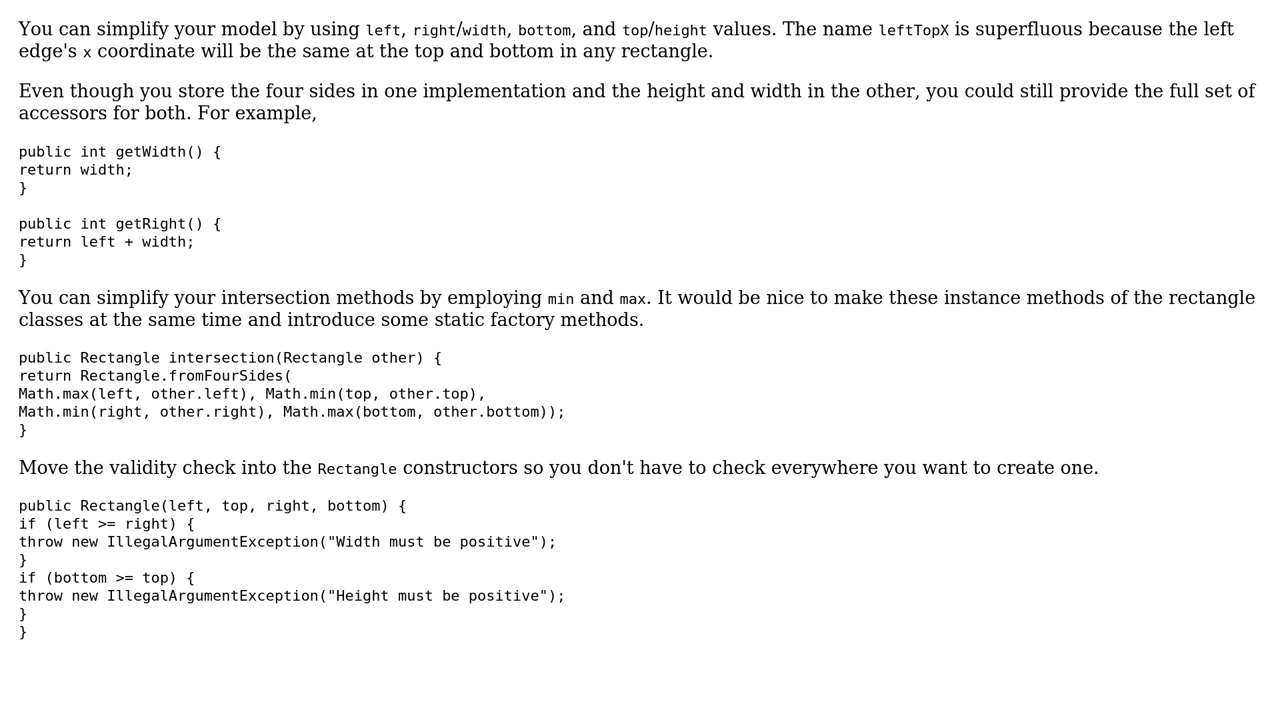 You can simplify your model by using left, right/width, bottom, and top/height values. The name leftTopX is superfluous because the left
edge's x coordinate will be the same at the top and bottom in any rectangle.
Even though you store the four sides in one implementation and the height and width in the other, you could still provide the full set of
accessors for both. For example,
public int getWidth() {
return width;
}
public int getRight() {
return left + width;
}
You can simplify your intersection methods by employing min and max. It would be nice to make these instance methods of the rectangle
classes at the same time and introduce some static factory methods.
public Rectangle intersection(Rectangle other) {
return Rectangle.fromFourSides(
Math.max(left, other.left), Math.min(top, other.top),
Math.min(right, other.right), Math.max(bottom, other.bottom));
}
Move the validity check into the Rectangle constructors so you don't have to check everywhere you want to create one.
public Rectangle(left, top, right, bottom) {
if (left >= right) {
throw new IllegalArgumentException("Width must be positive");
}
if (bottom >= top) {
throw new IllegalArgumentException("Height must be positive");
}
}